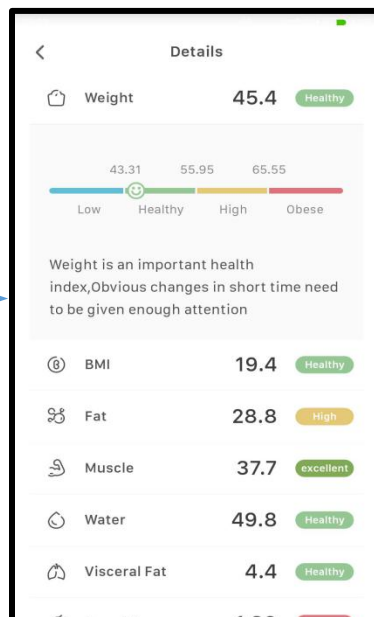 Details
Weight 45.4 Healthy
43.31 55.95 65.55
Low Healthy High Obese
Weight is an important health
index,Obvious changes in short time need
to be given enough attention
BMI 19.4 Healthy
Fat 28.8 High
Muscle 37.7 excellent
Water 49.8 Healthy
Visceral Fat 4.4 Healthy